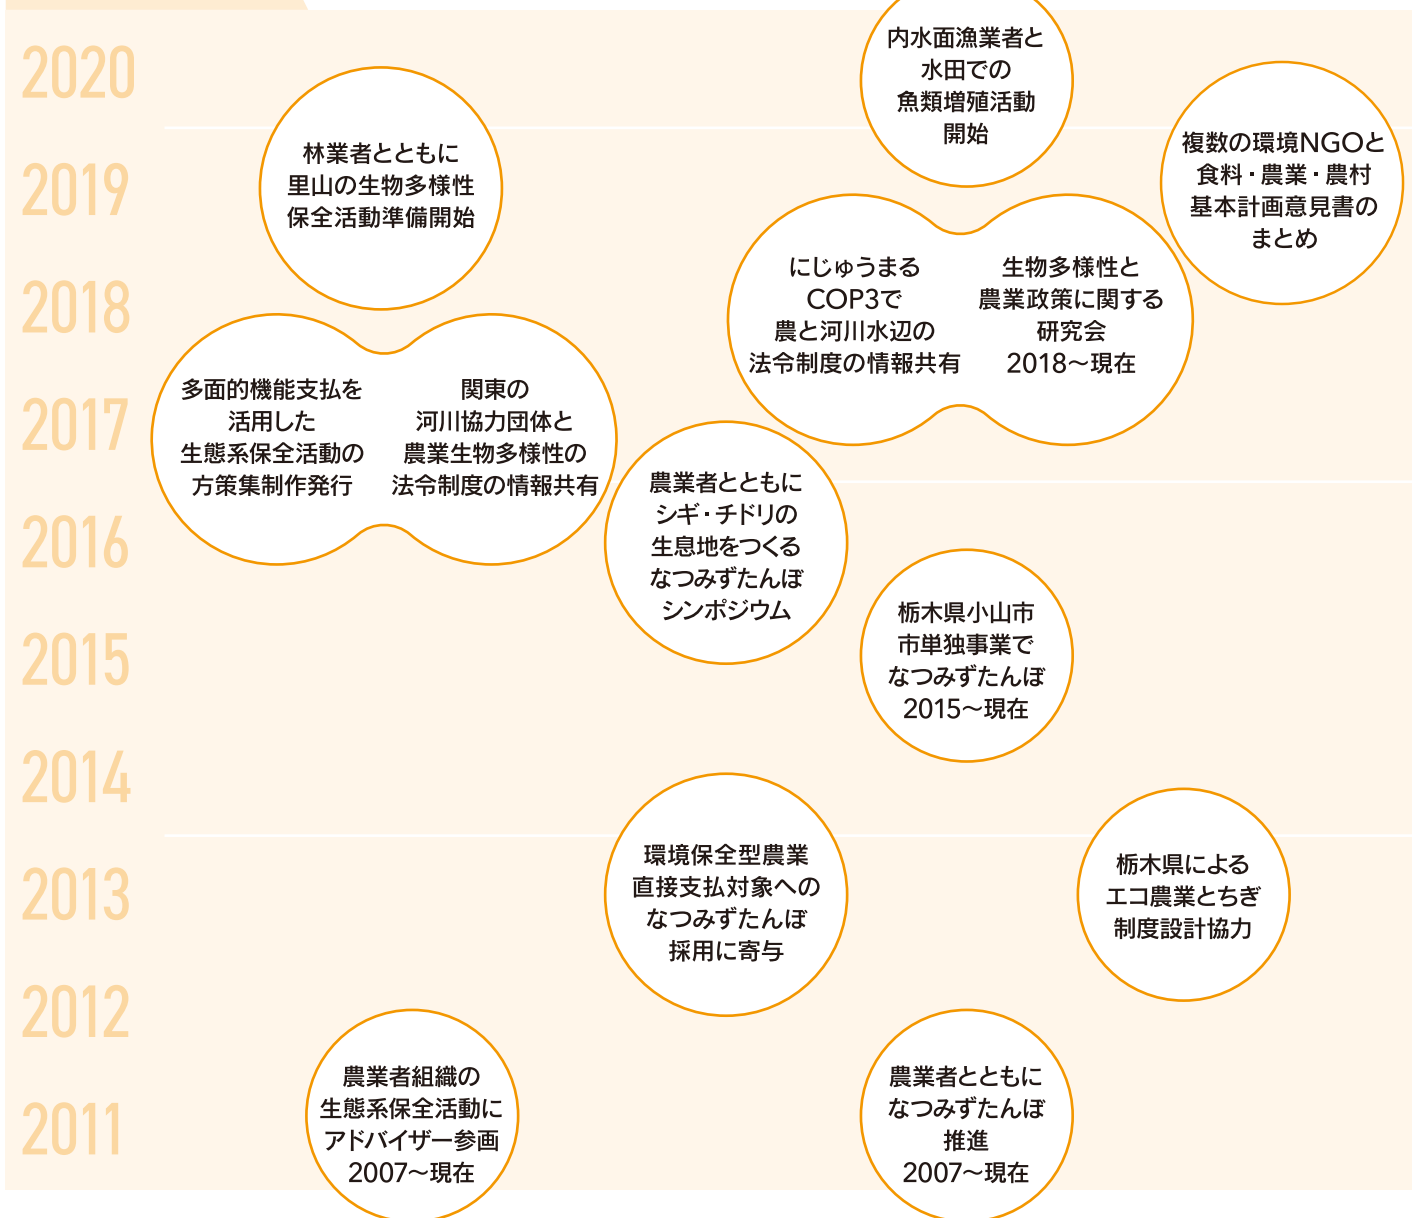 2020
内水面漁業者と
水田での
魚類増殖活動
開始
2019
林業者とともに
里山の生物多様性
保全活動準備開始
複数の環境NGOと
食料・農業・農村
基本計画意見書の
まとめ
2018
にじゅうまる
COP3で
農と河川水辺の
法令制度の情報共有
生物多様性と
農業政策に関する
研究会
2018～現在
2017
多面的機能支払を
活用した
生態系保全活動の
方策集制作発行
関東の
河川協力団体と
農業生物多様性の
法令制度の情報共有
2016
農業者とともに
シギ・チドリの
生息地をつくる
なつみずたんぼ
シンポジウム
2015
栃木県小山市
市単独事業で
なつみずたんぼ
2015～現在
2014
2013
環境保全型農業
直接支払対象への
なつみずたんぼ
採用に寄与
栃木県による
エコ農業とちぎ
制度設計協力
2012
2011
農業者組織の
生態系保全活動に
アドバイザー参画
2007～現在
農業者とともに
なつみずたんぼ
推進
2007～現在